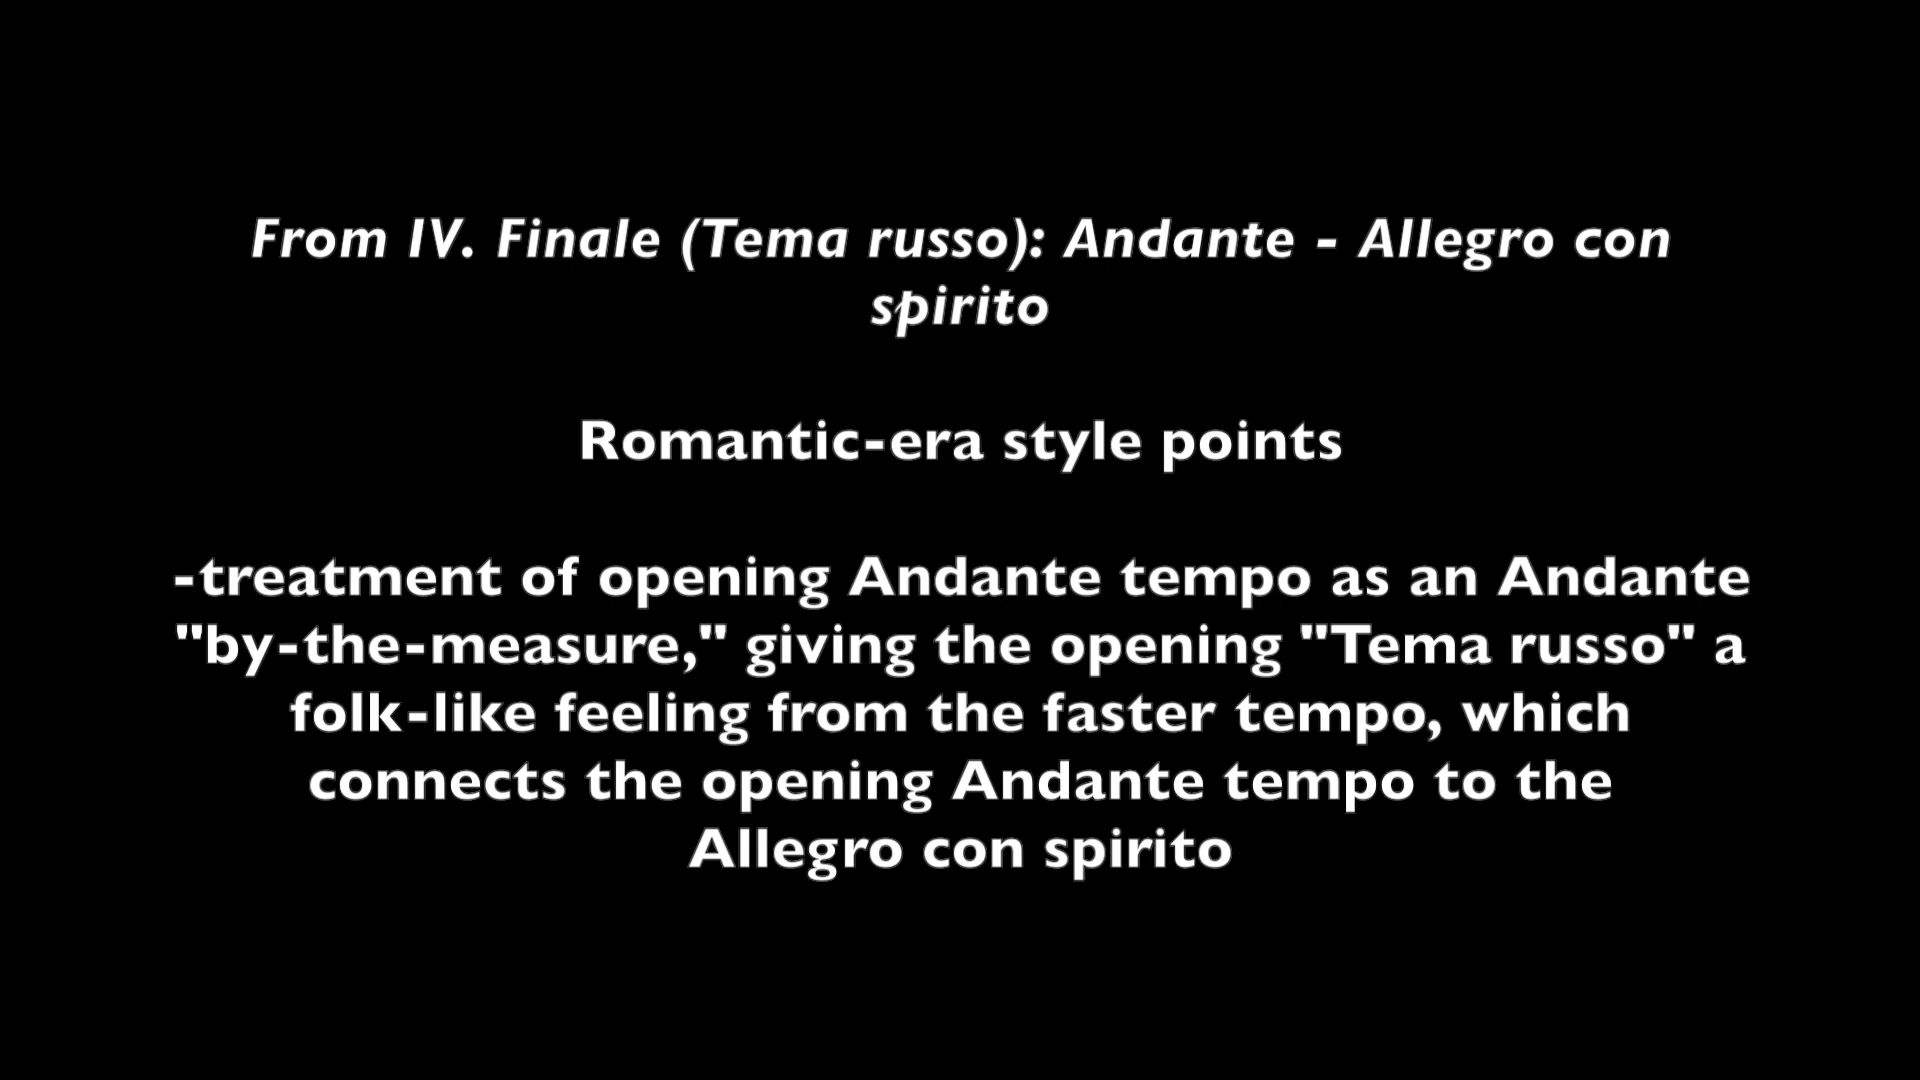 From IV. Finale (Tema russo): Andante - Allegro con
spirito
Romantic-era style points
-treatment of opening Andante tempo as an Andante
"by-the-measure," giving the opening "Tema russo" a
folk-like feeling from the faster tempo, which
connects the opening Andante tempo to the
Allegro con spirito